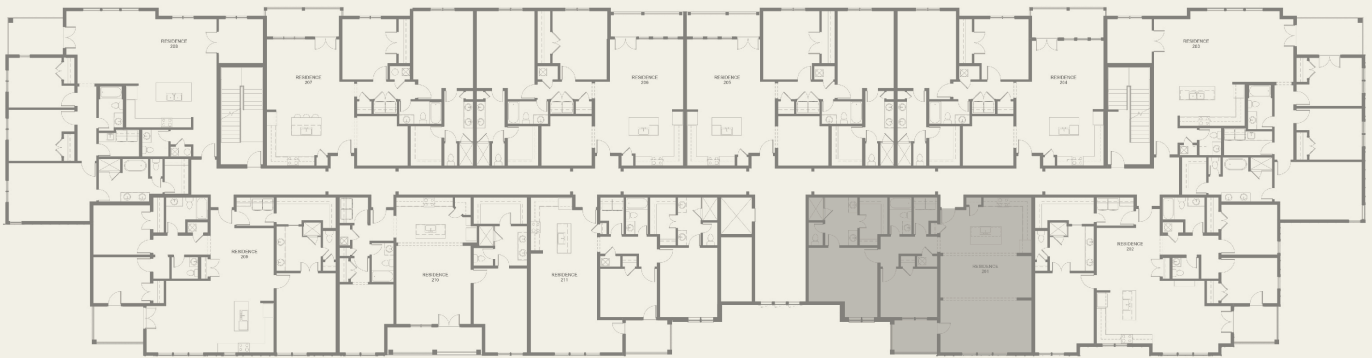 RESIDENCE
208
RESIDENCE
207
RESIDENCE
206
RESIDENCE
205
RESIDENCE
204
RESIDENCE
203
RESIDENCE
209
RESIDENCE
210
RESIDENCE
211
RESIDENCE
201
RESIDENCE
202